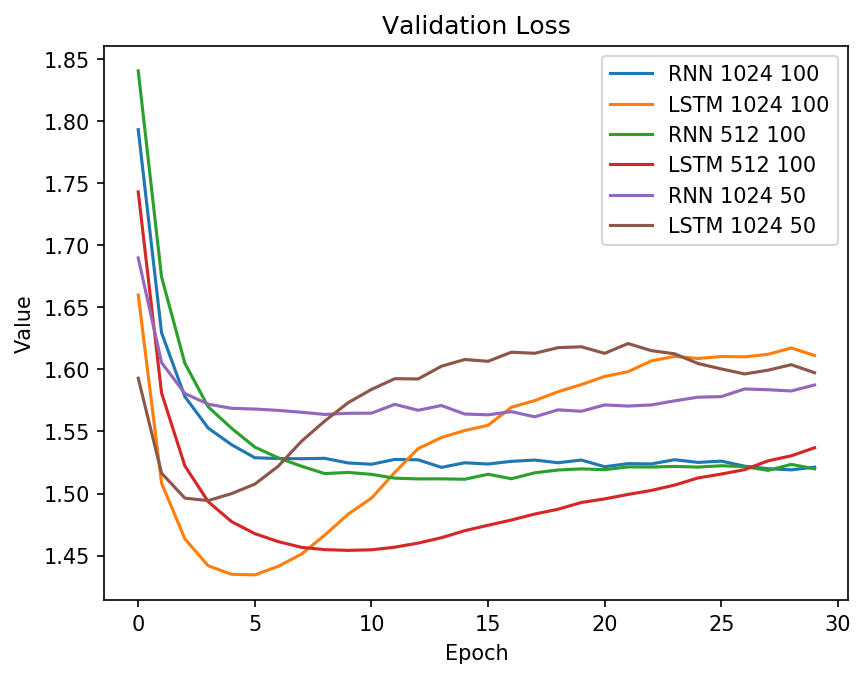 Validation Loss
1.85
1.80
1.75
1.70
1.65
1.60
1.55
1.50
1.45
Value
RNN 1024 100
LSTM 1024 100
RNN 512 100
LSTM 512 100
RNN 1024 50
LSTM 1024 50
0 5 10 15 20 25 30
Epoch